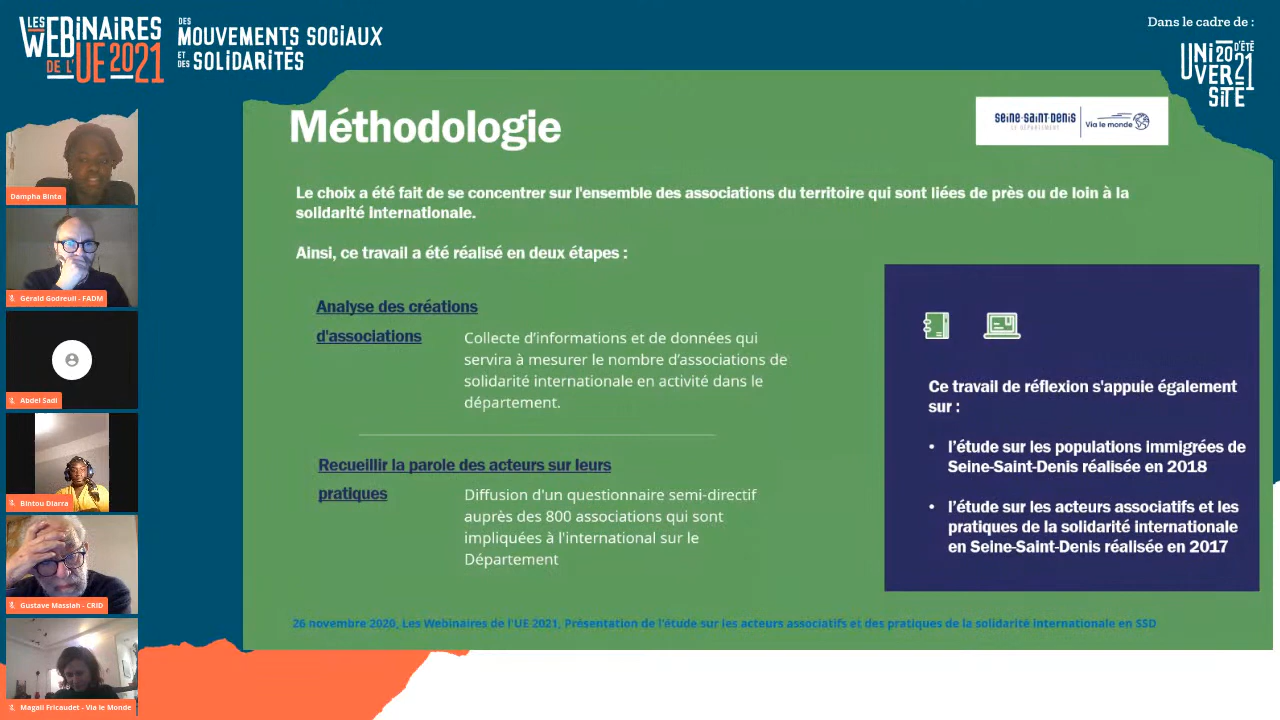 LES
WEBINAIRES
DE L'UE 2021
DES
MOUVEMENTS SOCIAUX
ET
DES SOLIDARITÉS
Dans le cadre de :
UNI 20 D'ÉTÉ
VER 21
SITÉ
Méthodologie
SEINE-SAINT-DENIS
LE DÉPARTEMENT
Via le monde
Le choix a été fait de se concentrer sur l'ensemble des associations du territoire qui sont liées de près ou de loin à la
solidarité internationale.
Ainsi, ce travail a été réalisé en deux étapes :
Analyse des créations
d'associations
Collecte d’informations et de données qui
servira à mesurer le nombre d’associations de
solidarité internationale en activité dans le
département.
Recueillir la parole des acteurs sur leurs
pratiques
Diffusion d'un questionnaire semi-directif
auprès des 800 associations qui sont
impliquées à l'international sur le
Département
Ce travail de réflexion s'appuie également
sur :
• l’étude sur les populations immigrées de
Seine-Saint-Denis réalisée en 2018
• l’étude sur les acteurs associatifs et les
pratiques de la solidarité internationale
en Seine-Saint-Denis réalisée en 2017
26 novembre 2020, Les Webinaires de l'UE 2021, Présentation de l’étude sur les acteurs associatifs et des pratiques de la solidarité internationale en SSD
Dampha Binta
Gérald Godreuil - FADM
Abdel Sadi
Bintou Diarra
Gustave Massiah - CRID
Magali Fricaudet - Via le Monde